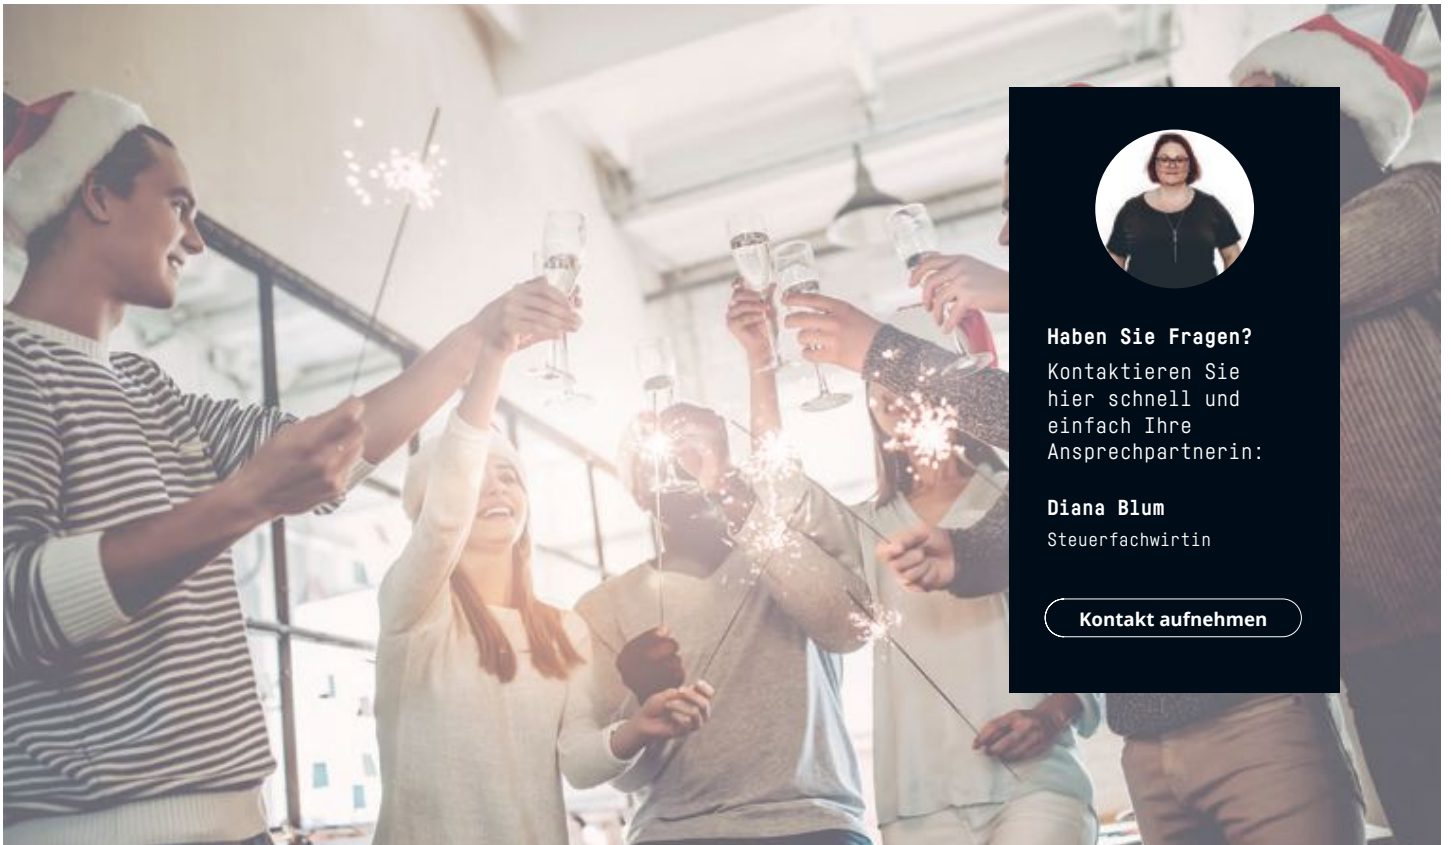 Haben Sie Fragen?
Kontaktieren Sie
hier schnell und
einfach Ihre
Ansprechpartnerin:
Diana Blum
Steuerfachwirtin
Kontakt aufnehmen